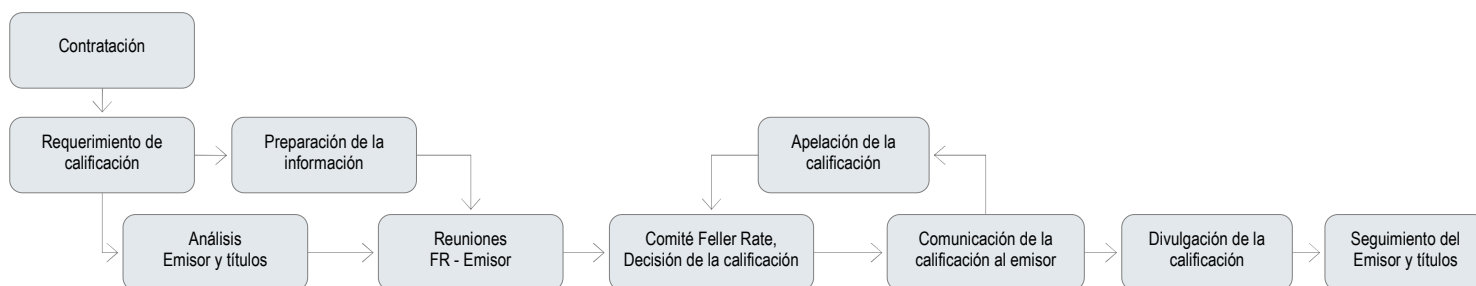 Contratación
Requerimiento de
calificación
Preparación de la
información
Apelación de la
calificación
Análisis
Emisor y títulos
Reuniones
FR - Emisor
Comité Feller Rate,
Decisión de la calificación
Comunicación de la
calificación al emisor
Divulgación de la
calificación
Seguimiento del
Emisor y títulos